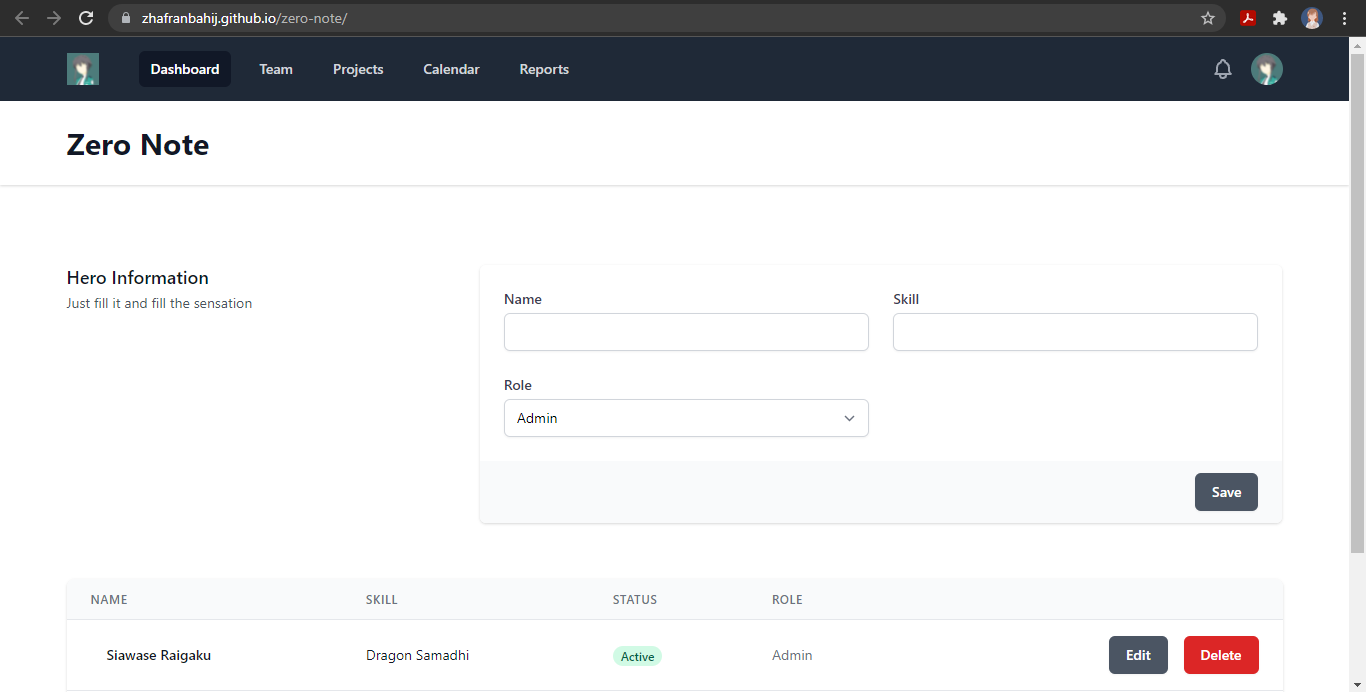 zhafranbahij.github.io/zero-note/
Dashboard Team Projects Calendar Reports
Zero Note
Hero Information
Just fill it and fill the sensation
Name Skill
Role
Admin
Save
NAME SKILL STATUS ROLE
Siawase Raigaku Dragon Samadhi Active Admin Edit Delete